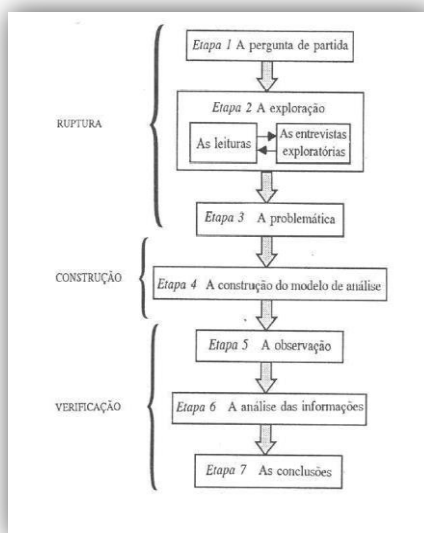 Etapa 1 A pergunta de partida
Etapa 2 A exploração
As leituras
As entrevistas
exploratórias
RUPTURA
Etapa 3 A problemática
CONSTRUÇÃO
Etapa 4 A construção do modelo de análise
Etapa 5 A observação
VERIFICAÇÃO
Etapa 6 A análise das informações
Etapa 7 As conclusões